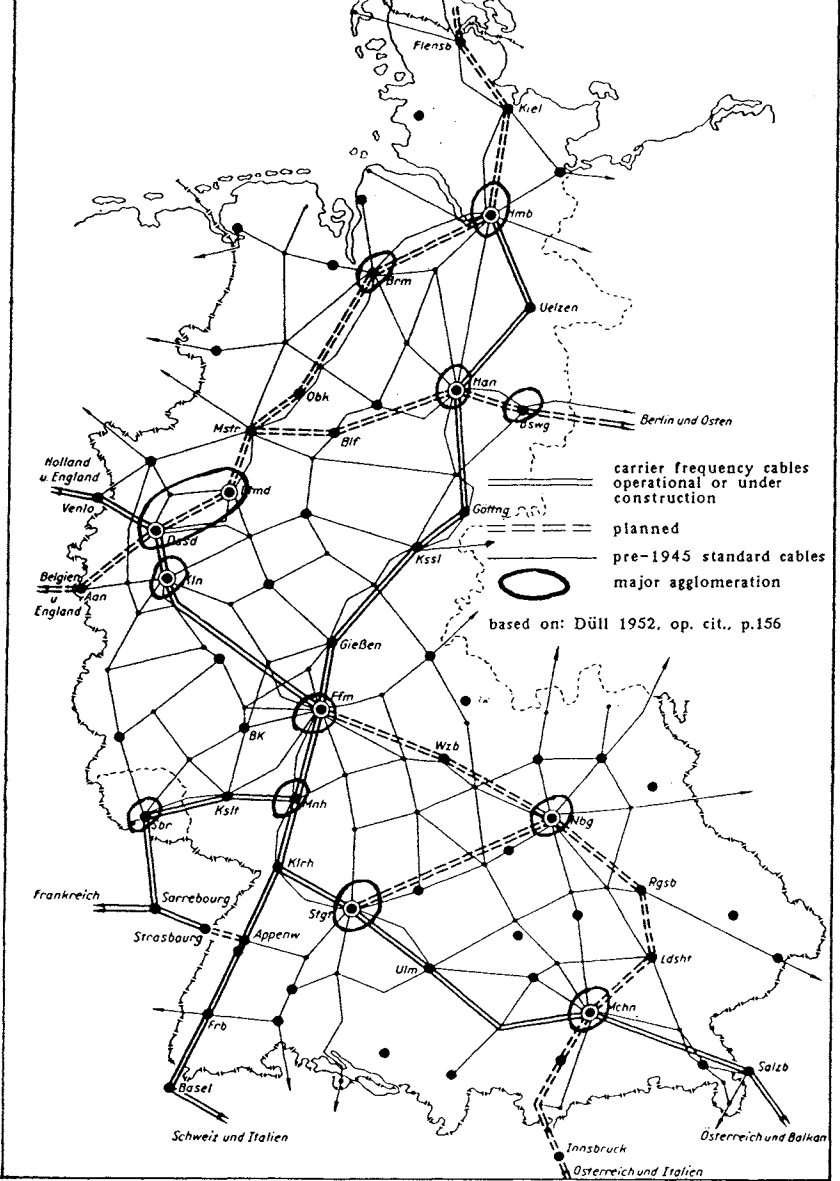 Flensb
Kiel
Hmb
Brm
Uelzen
Han
Obk
Bswg
Berlin und Osten
Mstr
Blf
Holland
u. England
Venlo
Dtmd
Dssd
carrier frequency cables
operational or under
construction
Göttng
planned
Kssl
pre-1945 standard cables
Kln
Belgien
u
England
Aan
major agglomeration
based on: Düll 1952, op. cit., p.156
Gießen
Ffm
BK
Wzb
Kslt
Mnh
Sbr
Nbg
Klrh
Rgsb
Frankreich
Sarrebourg
Stgt
Strasbourg
Appenw
Ulm
Ldsht
Mchn
Frb
Salzb
Basel
Schweiz und Italien
Österreich und Balkan
Innsbruck
Österreich und Italien